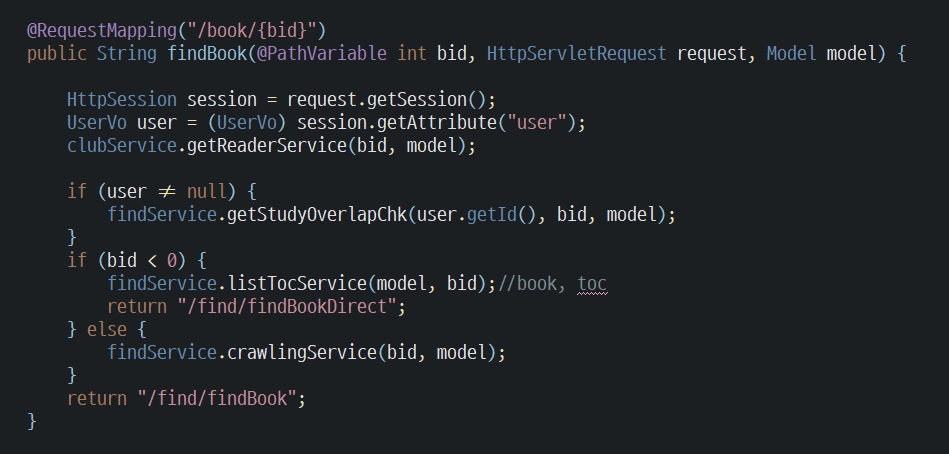 @RequestMapping("/book/{bid}")
public String findBook(@PathVariable int bid, HttpServletRequest request, Model model) {
HttpSession session = request.getSession();
UserVo user = (UserVo) session.getAttribute("user");
clubService.getReaderService(bid, model);
if (user ≠ null) {
findService.getStudyOverlapChk(user.getId(), bid, model);
}
if (bid < 0) {
findService.listTocService(model, bid);//book, toc
return "/find/findBookDirect";
} else {
findService.crawlingService(bid, model);
}
return "/find/findBook";
}